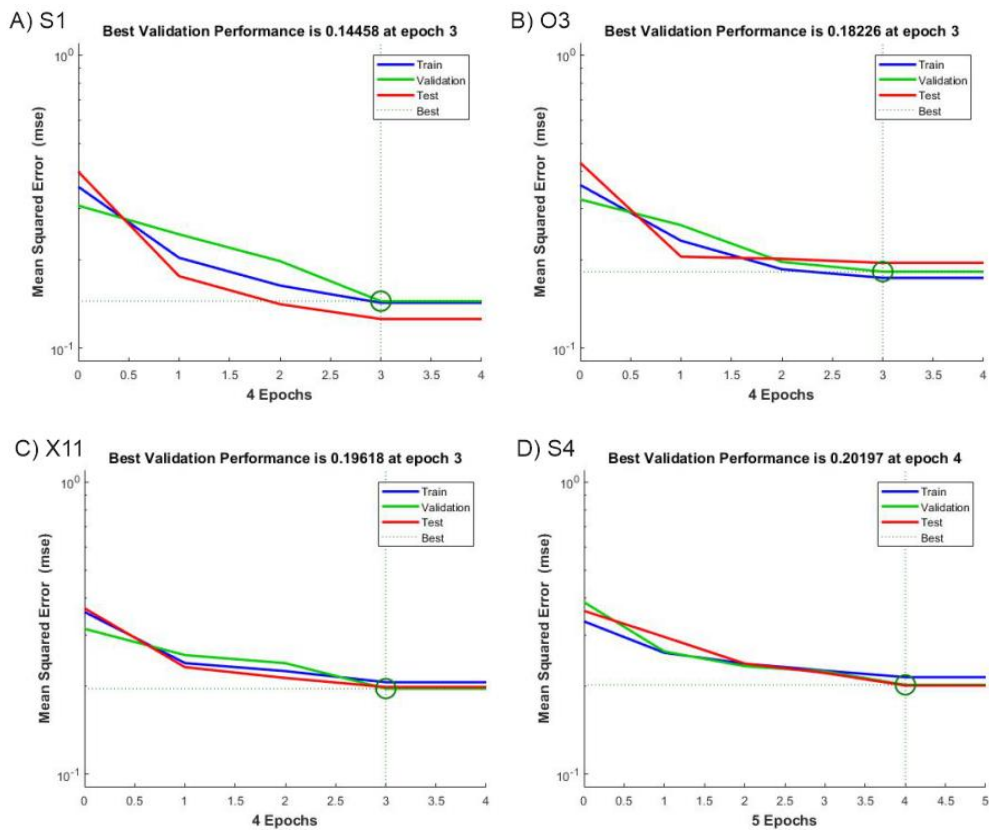 A) S1
Best Validation Performance is 0.14458 at epoch 3
Mean Squared Error (mse)
10^0
10^-1
Train
Validation
Test
Best
0 0.5 1 1.5 2 2.5 3 3.5 4
4 Epochs
B) O3
Best Validation Performance is 0.18226 at epoch 3
Mean Squared Error (mse)
10^0
10^-1
Train
Validation
Test
Best
0 0.5 1 1.5 2 2.5 3 3.5 4
4 Epochs
C) X11
Best Validation Performance is 0.19618 at epoch 3
Mean Squared Error (mse)
10^0
10^-1
Train
Validation
Test
Best
0 0.5 1 1.5 2 2.5 3 3.5 4
4 Epochs
D) S4
Best Validation Performance is 0.20197 at epoch 4
Mean Squared Error (mse)
10^0
10^-1
Train
Validation
Test
Best
0 0.5 1 1.5 2 2.5 3 3.5 4 4.5 5
5 Epochs